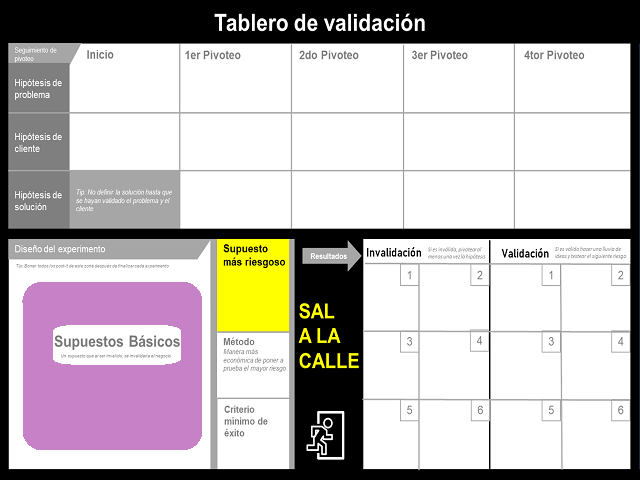 Tablero de validación
Seguimiento de
pivoteo
Inicio
1er Pivoteo
2do Pivoteo
3er Pivoteo
4tor Pivoteo
Hipótesis de
problema
Hipótesis de
cliente
Hipótesis de
solución
Tip: No definir la solución hasta que
se hayan validado el problema y el
cliente
Diseño del experimento
Tip: Borrar todos los post-it de esta zona después de finalizar cada experimento
Supuestos Básicos
Un supuesto que al ser invalido, se invalidaría el negocio.
Supuesto
más riesgoso
Método
Manera más
económica de poner a
prueba el mayor riesgo
Criterio
mínimo de
éxito
Resultados
SAL
A LA
CALLE
Invalidación
Si es inválida, pivotear al
menos una vez la hipótesis
Validación
Si es valida hacer una lluvia de
ideas y testear el siguiente riesgo
1
2
1
2
3
4
3
4
5
6
5
6